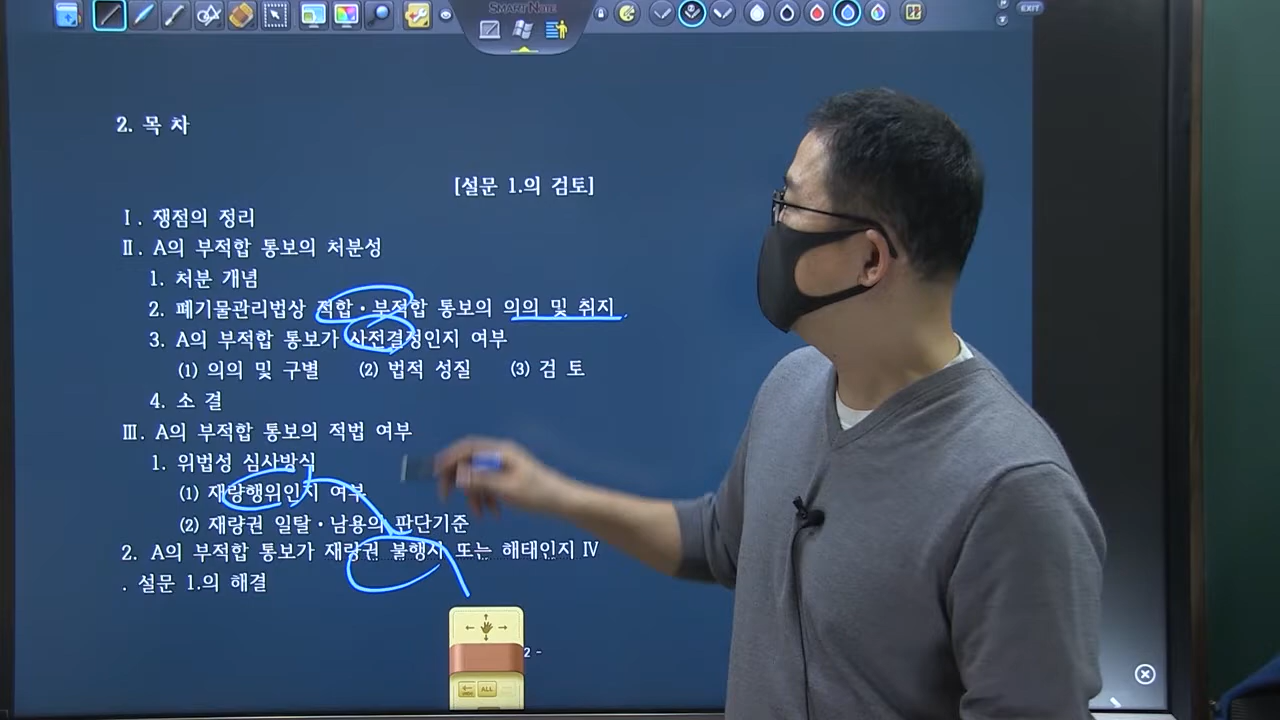 SMART NOTE
EXIT
2. 목 차
[설문 1.의 검토]
Ⅰ. 쟁점의 정리
Ⅱ. A의 부적합 통보의 처분성
1. 처분 개념
2. 폐기물관리법상 적합·부적합 통보의 의의 및 취지
3. A의 부적합 통보가 사전결정인지 여부
(1) 의의 및 구별 (2) 법적 성질 (3) 검 토
4. 소 결
Ⅲ. A의 부적합 통보의 적법 여부
1. 위법성 심사방식
(1) 재량행위인지 여부
(2) 재량권 일탈·남용의 판단기준
2. A의 부적합 통보가 재량권 불행사 또는 해태인지 Ⅳ
. 설문 1.의 해결
2 -
ALL